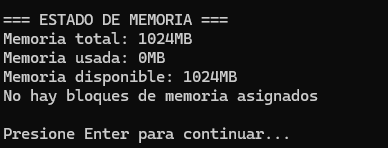 === ESTADO DE MEMORIA ===
Memoria total: 1024MB
Memoria usada: 0MB
Memoria disponible: 1024MB
No hay bloques de memoria asignados
Presione Enter para continuar...